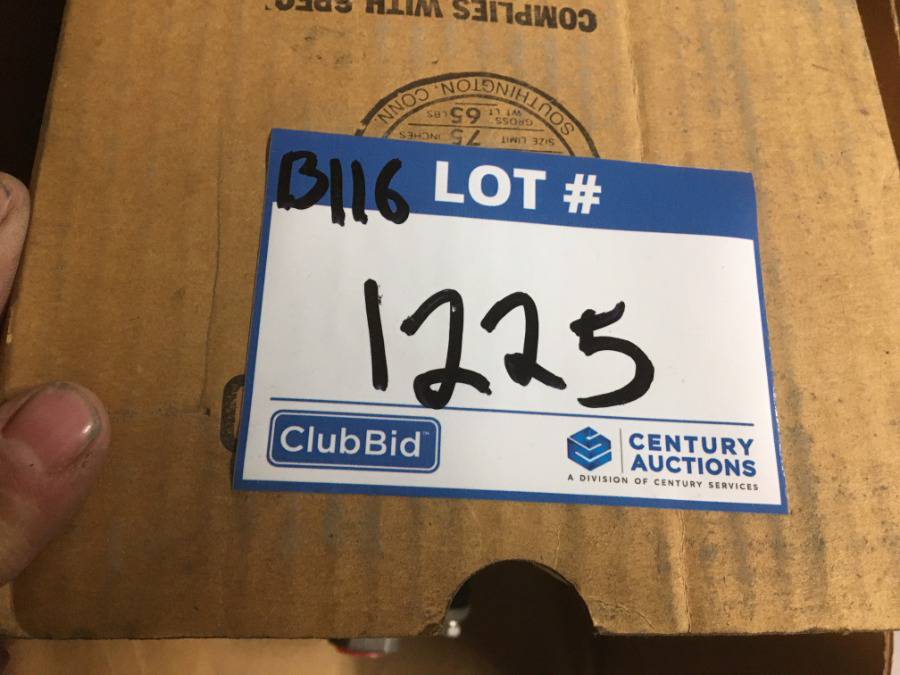 COMPLIES WITH SPEC.
SOUTHINGTON, CONN.
65 LBS
GROSS WT LT
75 INCHES
SIZE LIMIT
B116 LOT #
1225
ClubBid™
CENTURY
AUCTIONS
A DIVISION OF CENTURY SERVICES